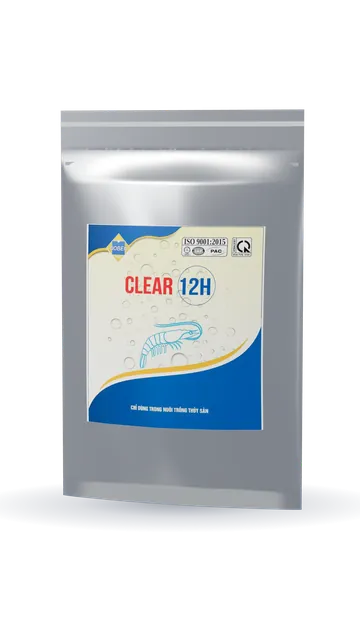 ISO 9001:2015
PAC
CLEAR 12H
CHỈ DÙNG TRONG NUÔI TRỒNG THỦY SẢN